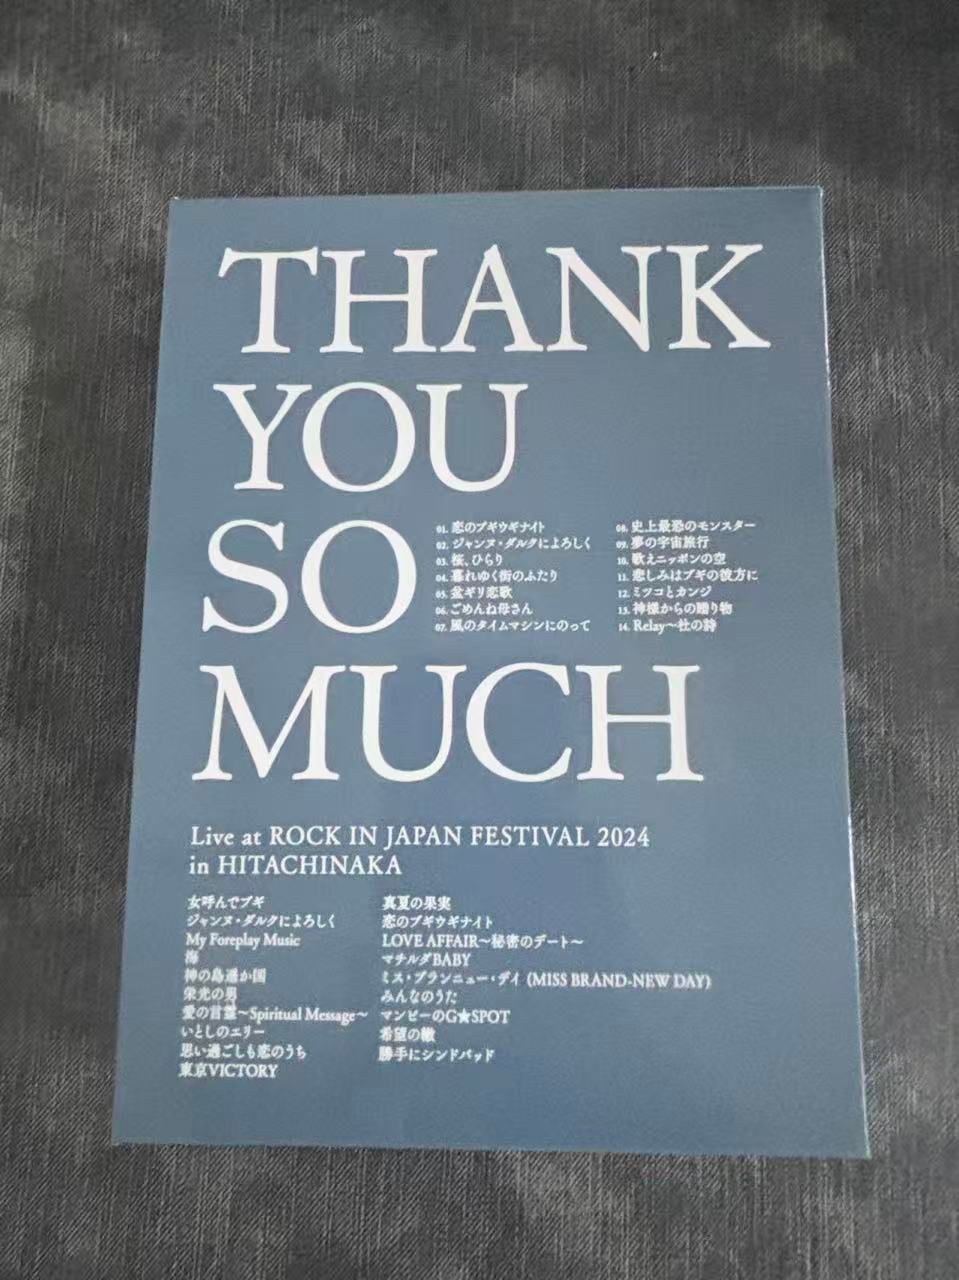 THANK
YOU
SO
01. 恋のブギウギナイト
02. ジャンヌ・ダルクによろしく
03. 桜、ひらり
04. 暮れゆく街のふたり
05. 盆ギリ恋歌
06. ごめんね母さん
07. 風のタイムマシンにのって
08. 史上最恐のモンスター
09. 夢の宇宙旅行
10. 歌えニッポンの空
11. 悲しみはブギの彼方に
12. ミツコとカンジ
13. 神様からの贈り物
14. Relay〜杜の詩
MUCH
Live at ROCK IN JAPAN FESTIVAL 2024
in HITACHINAKA
女呼んでブギ
ジャンヌ・ダルクによろしく
My Foreplay Music
海
神の島遥か国
栄光の男
愛の言霊〜Spiritual Message〜
いとしのエリー
思い過ごしも恋のうち
東京VICTORY
真夏の果実
恋のブギウギナイト
LOVE AFFAIR〜秘密のデート〜
マチルダBABY
ミス・ブランニュー・デイ (MISS BRAND-NEW DAY)
みんなのうた
マンピーのG★SPOT
希望の轍
勝手にシンドバッド